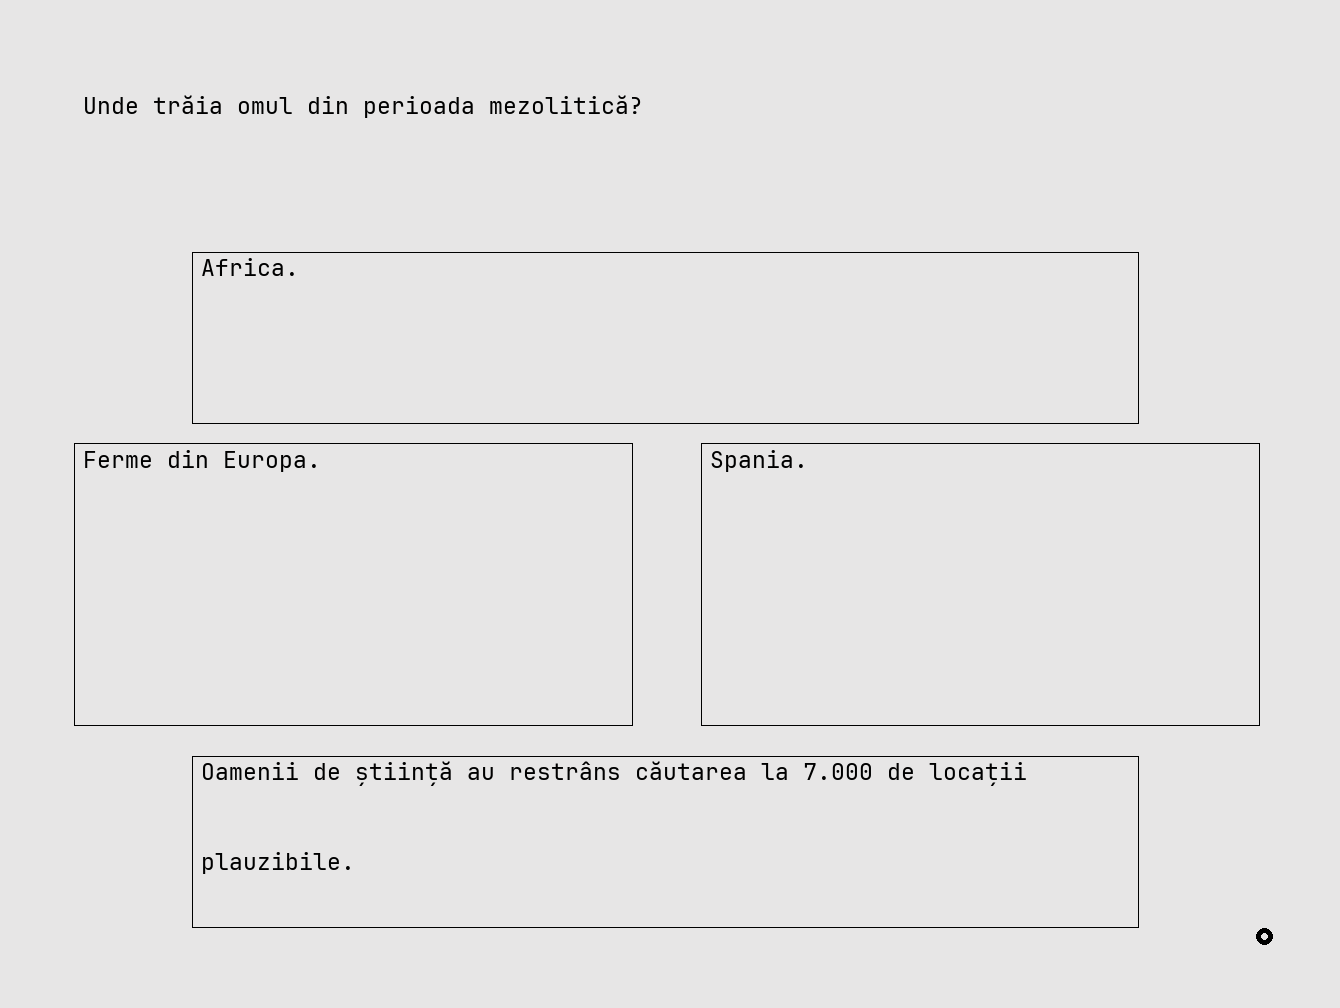 Unde trăia omul din perioada mezolitică?
Africa.
Ferme din Europa.
Spania.
Oamenii de știință au restrâns căutarea la 7.000 de locații
plauzibile.